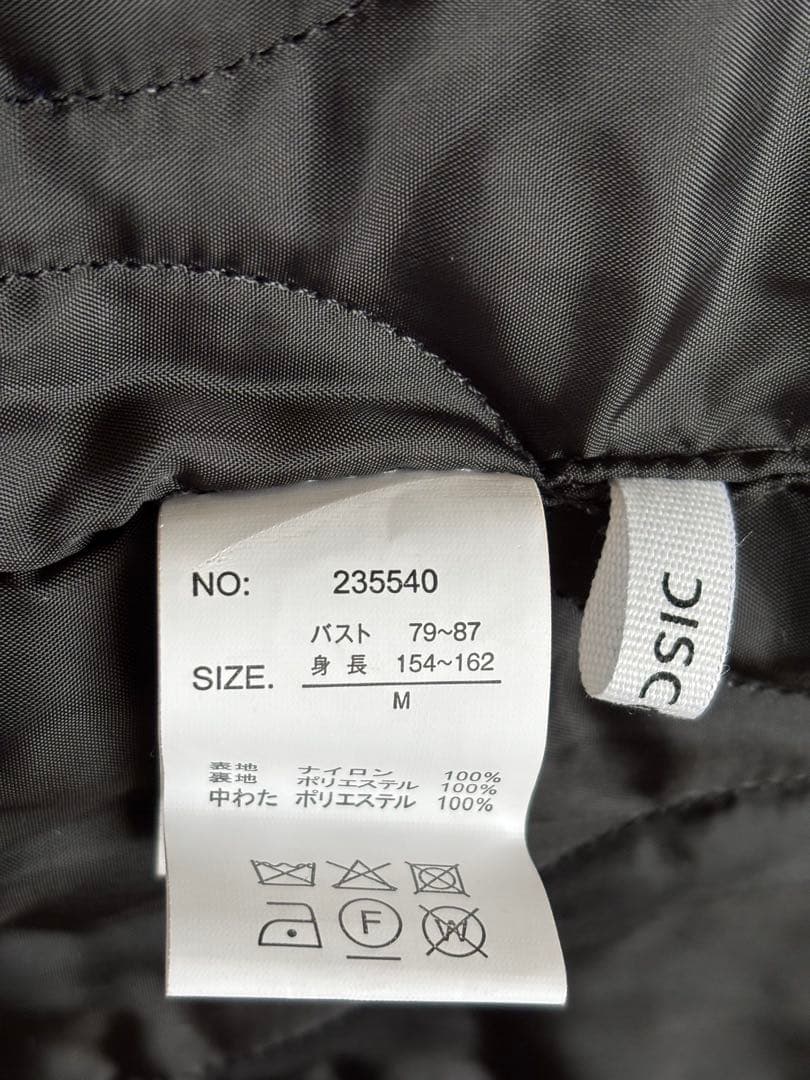 NO: 235540
バスト 79~87
SIZE. 身長 154~162
M
表地 ナイロン 100%
裏地 ポリエステル 100%
中わた ポリエステル 100%
F
W
OSIC